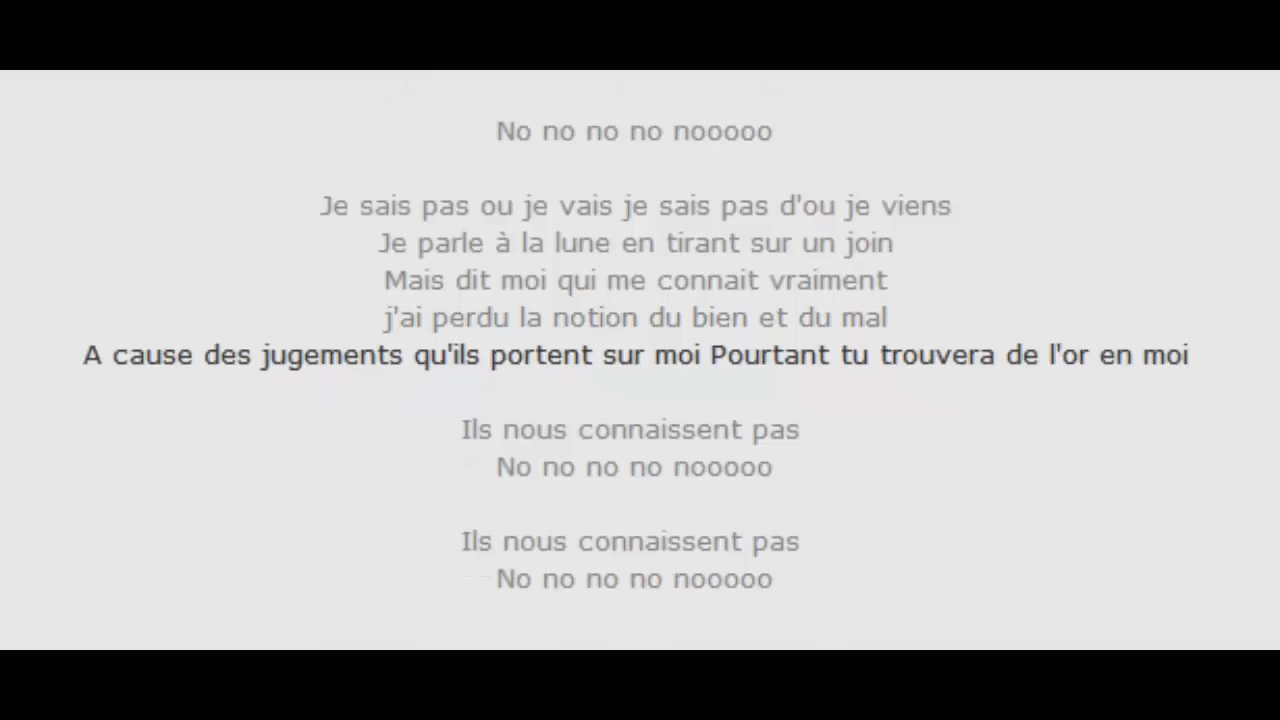 No no no no nooooo
Je sais pas ou je vais je sais pas d'ou je viens
Je parle à la lune en tirant sur un join
Mais dit moi qui me connait vraiment
j'ai perdu la notion du bien et du mal
A cause des jugements qu'ils portent sur moi Pourtant tu trouvera de l'or en moi
Ils nous connaissent pas
No no no no nooooo
Ils nous connaissent pas
No no no no nooooo